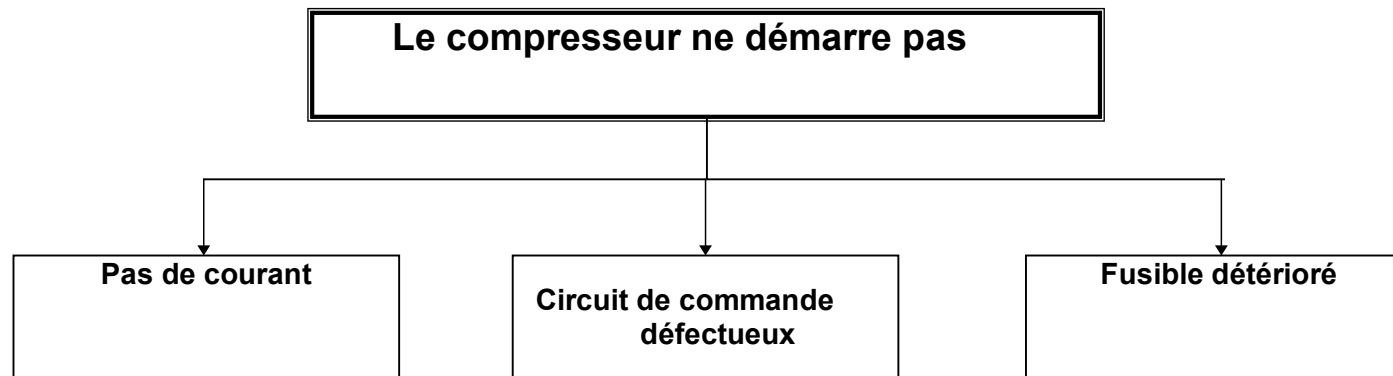 Le compresseur ne démarre pas
Pas de courant
Circuit de commande
défectueux
Fusible détérioré